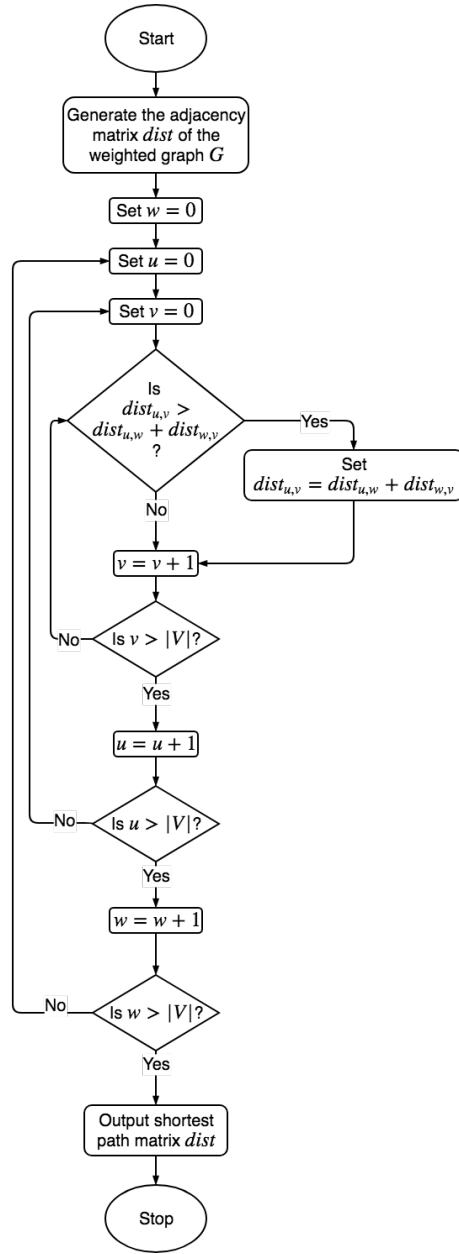 Start
Generate the adjacency
matrix dist of the
weighted graph G
Set w = 0
Set u = 0
Set v = 0
Is
dist_{u,v} >
dist_{u,w} + dist_{w,v}
?
Yes
Set
dist_{u,v} = dist_{u,w} + dist_{w,v}
No
v = v + 1
No
Is v > |V|?
Yes
u = u + 1
No
Is u > |V|?
Yes
w = w + 1
No
Is w > |V|?
Yes
Output shortest
path matrix dist
Stop